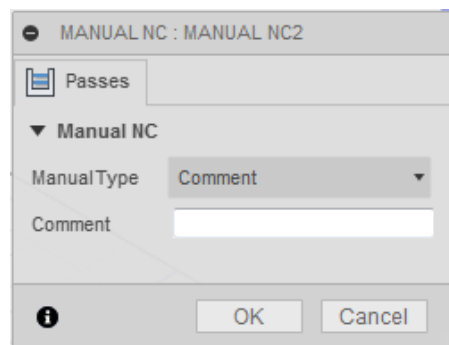 MANUAL NC : MANUAL NC2
Passes
Manual NC
Manual Type Comment
Comment
OK Cancel